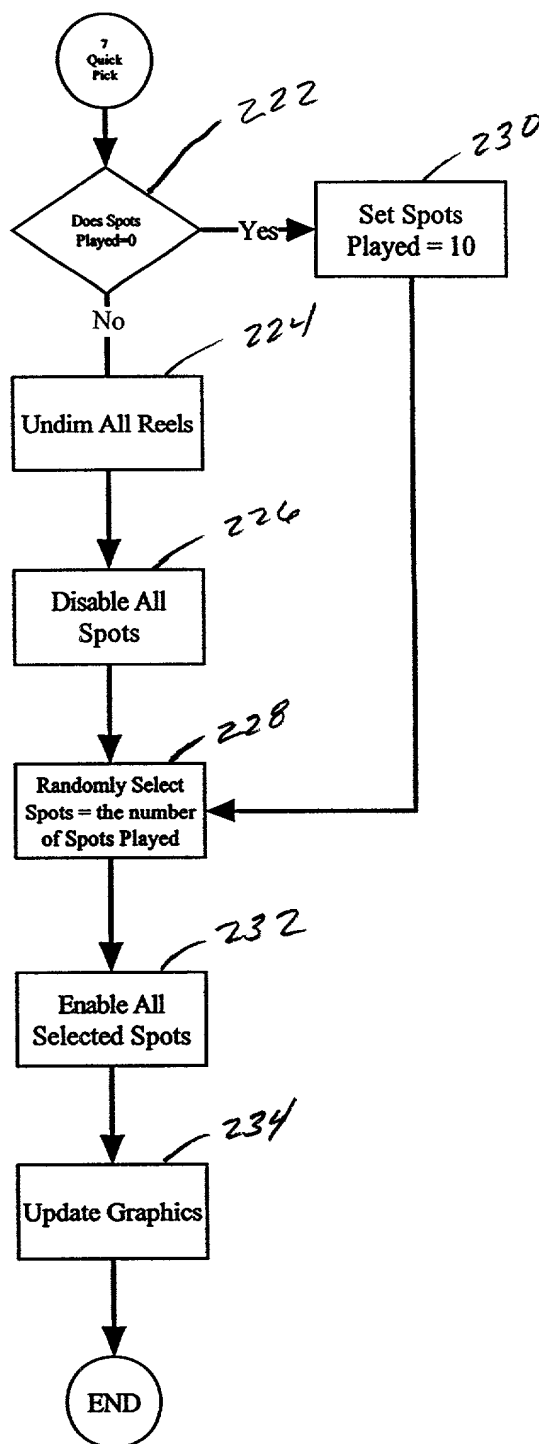 7
Quick
Pick
222
230
Does Spots
Played=0
Yes
Set Spots
Played = 10
No
224
Undim All Reels
226
Disable All
Spots
228
Randomly Select
Spots = the number
of Spots Played
232
Enable All
Selected Spots
234
Update Graphics
END